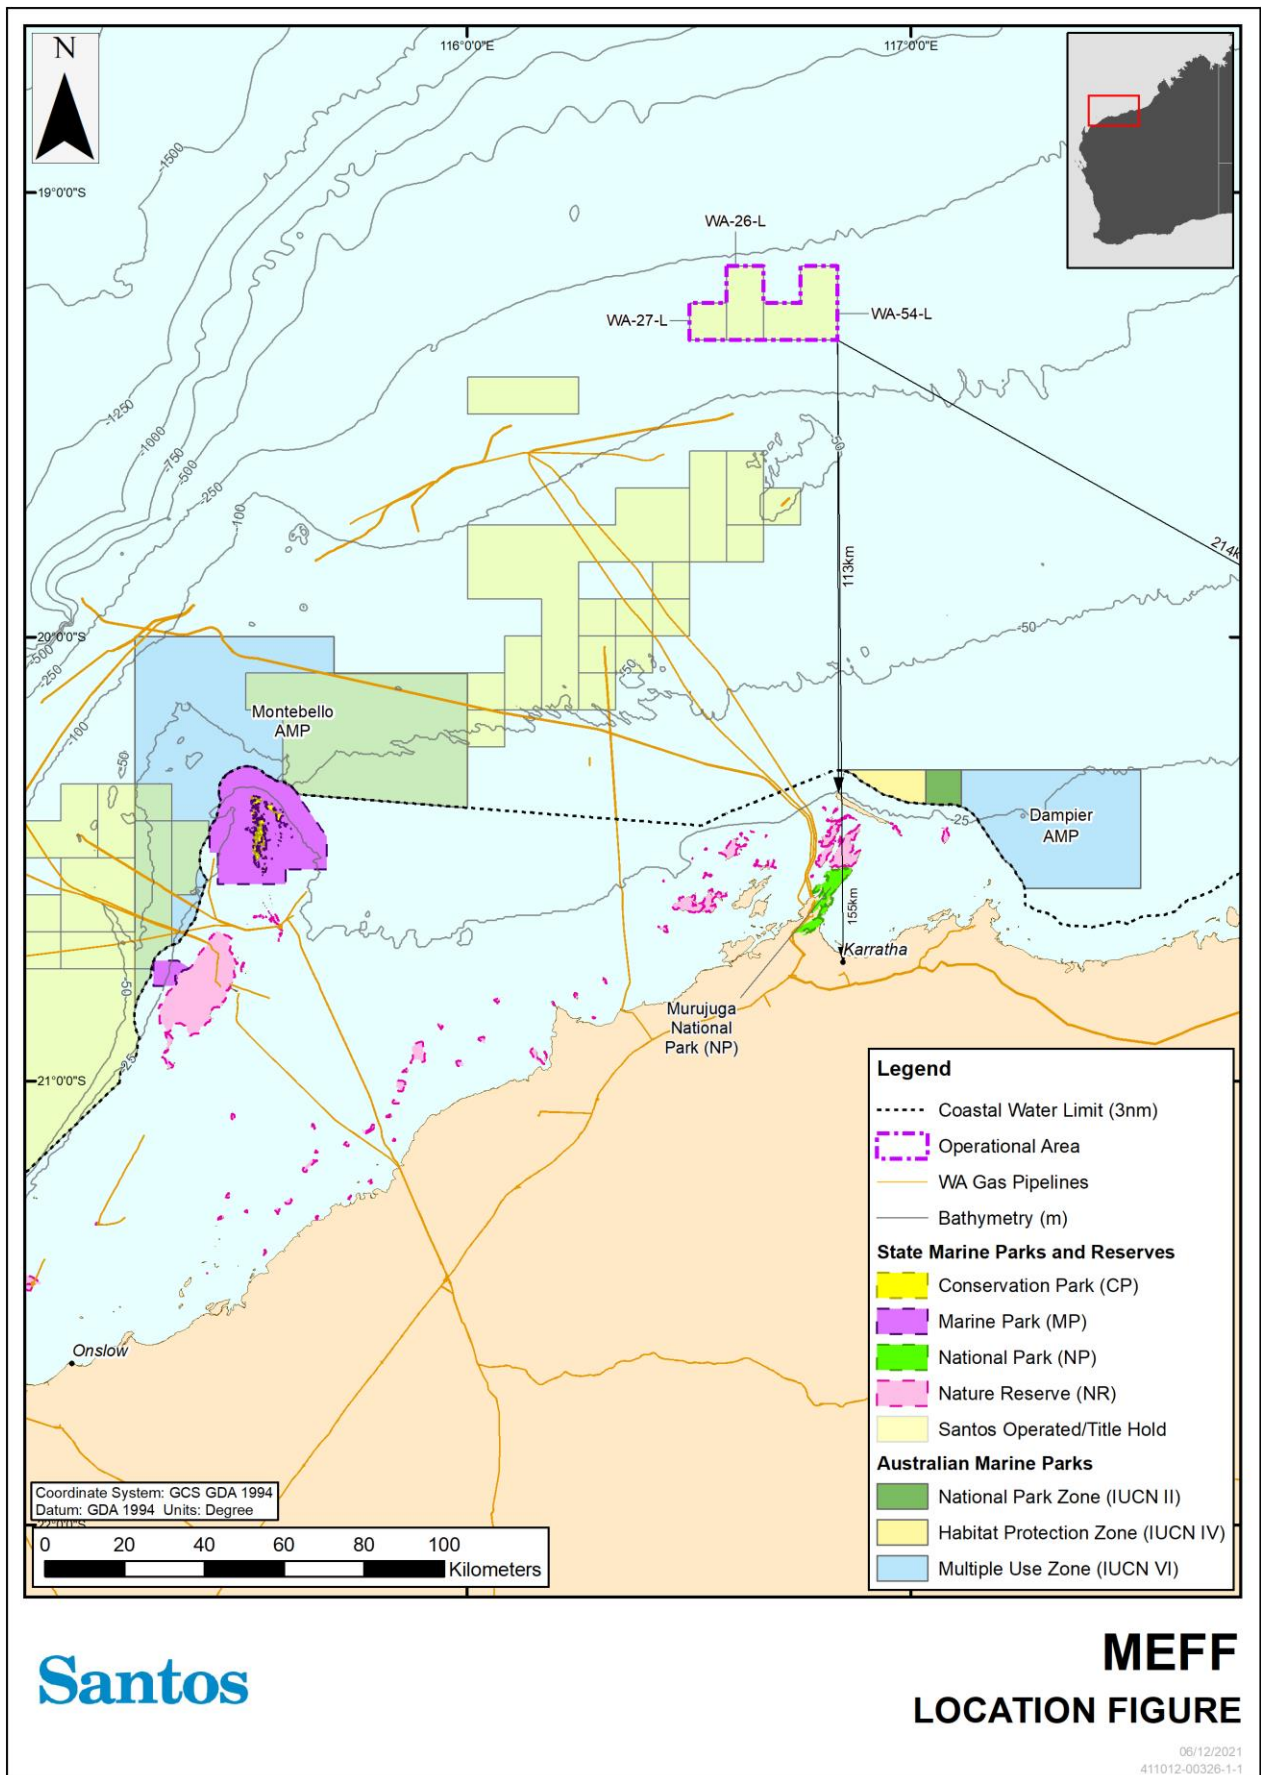 116°0'0"E
117°0'0"E
N
-1500
19°0'0"S
WA-26-L
WA-27-L
WA-54-L
-1250
-1000
-750
-500
-250
-100
-50
113km
20°0'0"S
-500
-250
-100
-50
-50
-50
Montebello
AMP
Dampier
AMP
-25
155km
Karratha
Murujuga
National
Park (NP)
-50
-25
21°0'0"S
Onslow
Legend
Coastal Water Limit (3nm)
Operational Area
WA Gas Pipelines
Bathymetry (m)
State Marine Parks and Reserves
Conservation Park (CP)
Marine Park (MP)
National Park (NP)
Nature Reserve (NR)
Santos Operated/Title Hold
Australian Marine Parks
National Park Zone (IUCN II)
Habitat Protection Zone (IUCN IV)
Multiple Use Zone (IUCN VI)
Coordinate System: GCS GDA 1994
Datum: GDA 1994 Units: Degree
0 20 40 60 80 100
Kilometers
Santos
MEFF
LOCATION FIGURE
06/12/2021
411012-00326-1-1